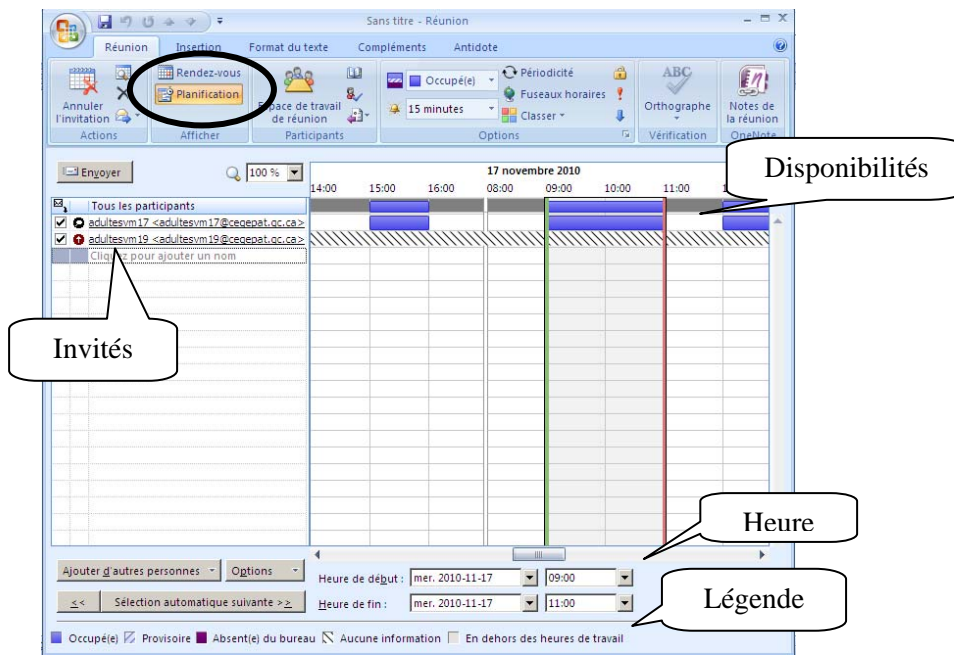 Sans titre - Réunion
Réunion Insertion Format du texte Compléments Antidote
Rendez-vous
Planification
Annuler
l'invitation
Actions
Afficher
Espace de travail
de réunion
Participants
Occupé(e)
15 minutes
Périodicité
Fuseaux horaires
Classer
Options
ABC
Orthographe
Vérification
Notes de
la réunion
OneNote
Disponibilités
Envoyer
100 %
17 novembre 2010
14:00 15:00 16:00 08:00 09:00 10:00 11:00
Tous les participants
adultesvm17 <adultesvm17@cegepat.qc.ca>
adultesvm19 <adultesvm19@cegepat.qc.ca>
Cliquez pour ajouter un nom
Invités
Heure
Ajouter d'autres personnes Options
Heure de début : mer. 2010-11-17 09:00
<< Sélection automatique suivante >>
Heure de fin : mer. 2010-11-17 11:00
Légende
Occupé(e) Provisoire Absent(e) du bureau Aucune information En dehors des heures de travail